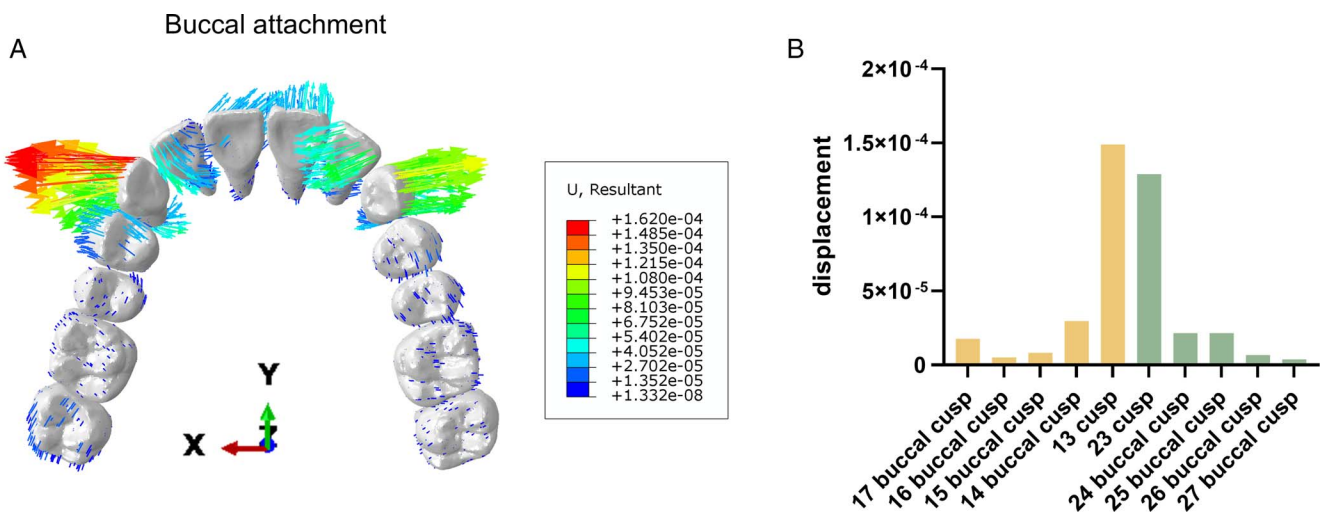 Buccal attachment
A
X
Y
Z
U, Resultant
+1.620e-04
+1.485e-04
+1.350e-04
+1.215e-04
+1.080e-04
+9.453e-05
+8.103e-05
+6.752e-05
+5.402e-05
+4.052e-05
+2.702e-05
+1.352e-05
+1.332e-08
B
displacement
2×10⁻⁴
1.5×10⁻⁴
1×10⁻⁴
5×10⁻⁵
0
17 buccal cusp
16 buccal cusp
15 buccal cusp
14 buccal cusp
13 cusp
23 cusp
24 buccal cusp
25 buccal cusp
26 buccal cusp
27 buccal cusp